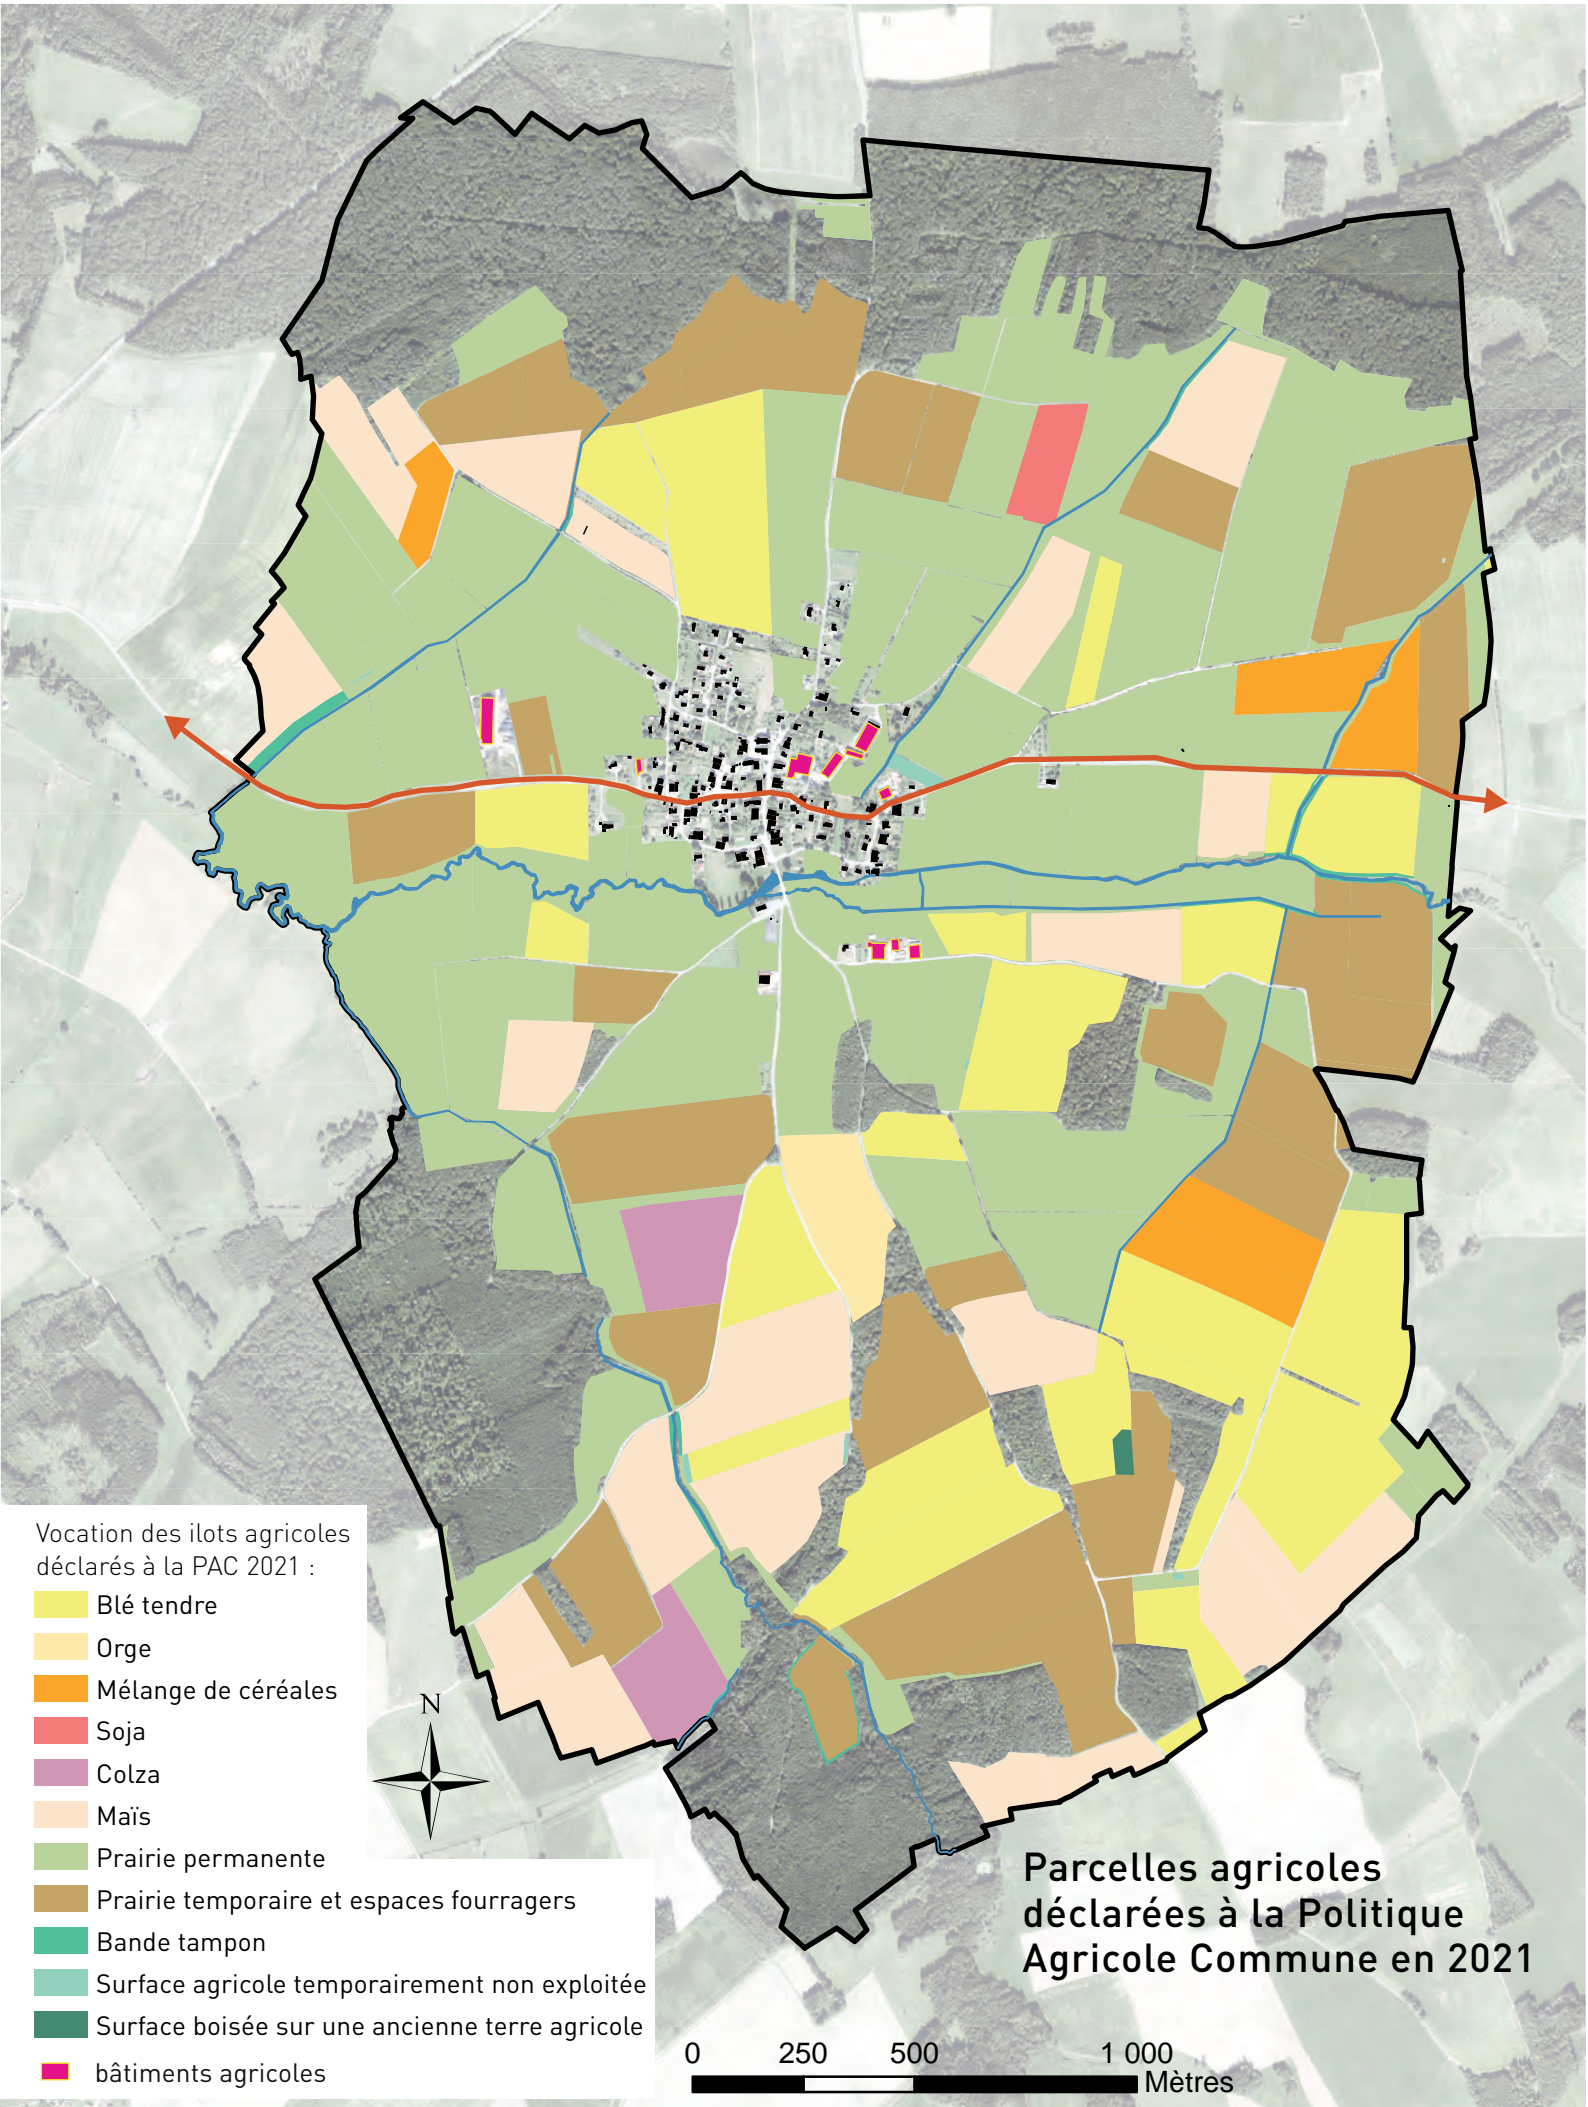 Vocation des ilots agricoles
déclarés à la PAC 2021 :
Blé tendre
Orge
Mélange de céréales
Soja
Colza
Maïs
Prairie permanente
Prairie temporaire et espaces fourragers
Bande tampon
Surface agricole temporairement non exploitée
Surface boisée sur une ancienne terre agricole
bâtiments agricoles
N
Parcelles agricoles
déclarées à la Politique
Agricole Commune en 2021
0 250 500 1 000
Mètres